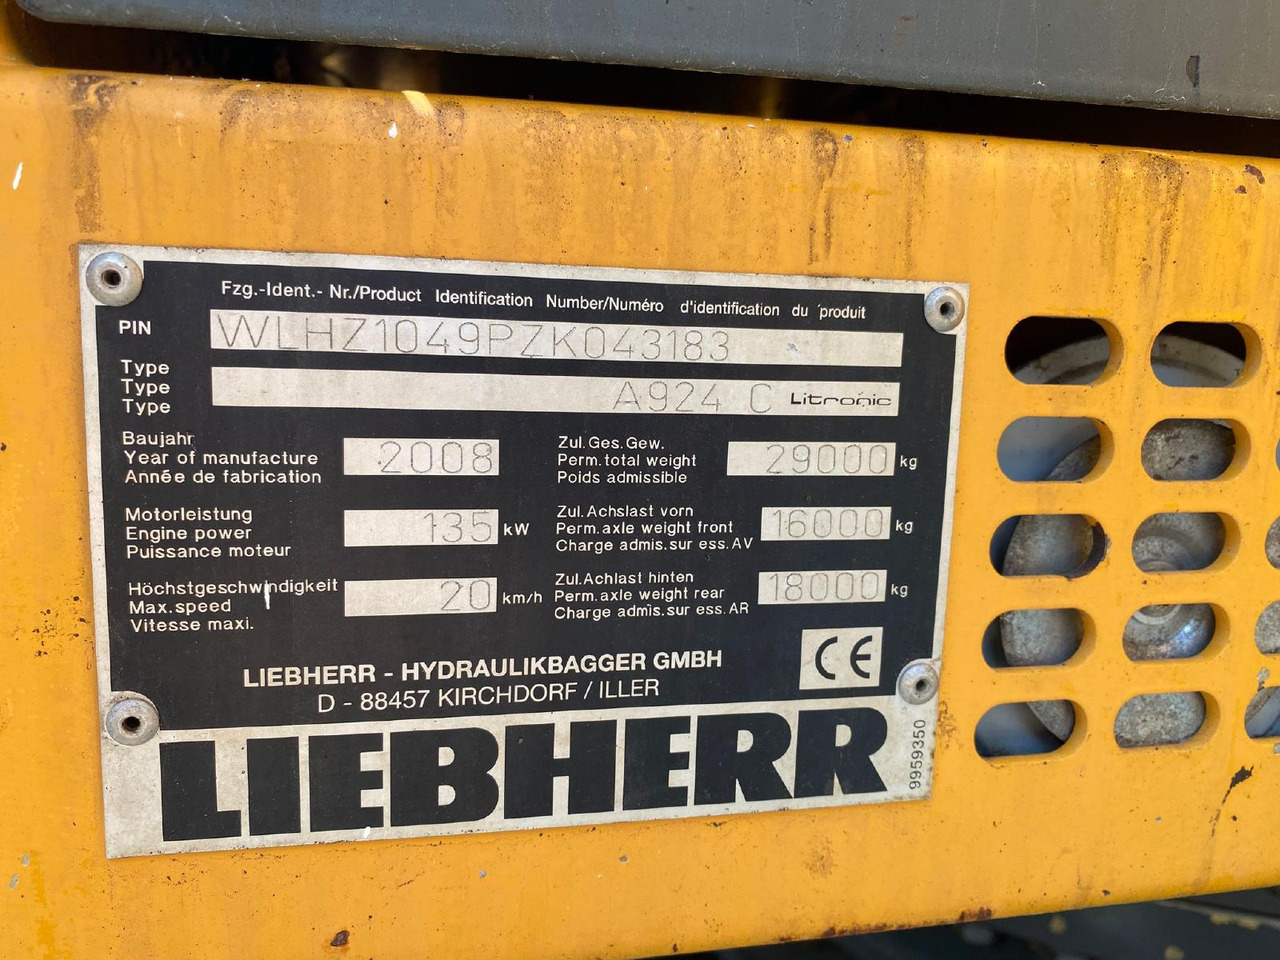 Fzg.-Ident.- Nr./Product Identification Number/Numéro d'identification du produit
PIN WLHZ1049PZK043183
Type
Type A924 C Litronic
Type
Baujahr
Year of manufacture 2008
Année de fabrication
Zul.Ges.Gew.
Perm.total weight 29000 kg
Poids admissible
Motorleistung
Engine power 135 kW
Puissance moteur
Zul.Achslast vorn
Perm.axle weight front 16000 kg
Charge admis.sur ess.AV
Höchstgeschwindigkeit
Max.speed 20 km/h
Vitesse maxi.
Zul.Achlast hinten
Perm.axle weight rear 18000 kg
Charge admis.sur ess.AR
CE
LIEBHERR - HYDRAULIKBAGGER GMBH
D - 88457 KIRCHDORF / ILLER
LIEBHERR
9959350